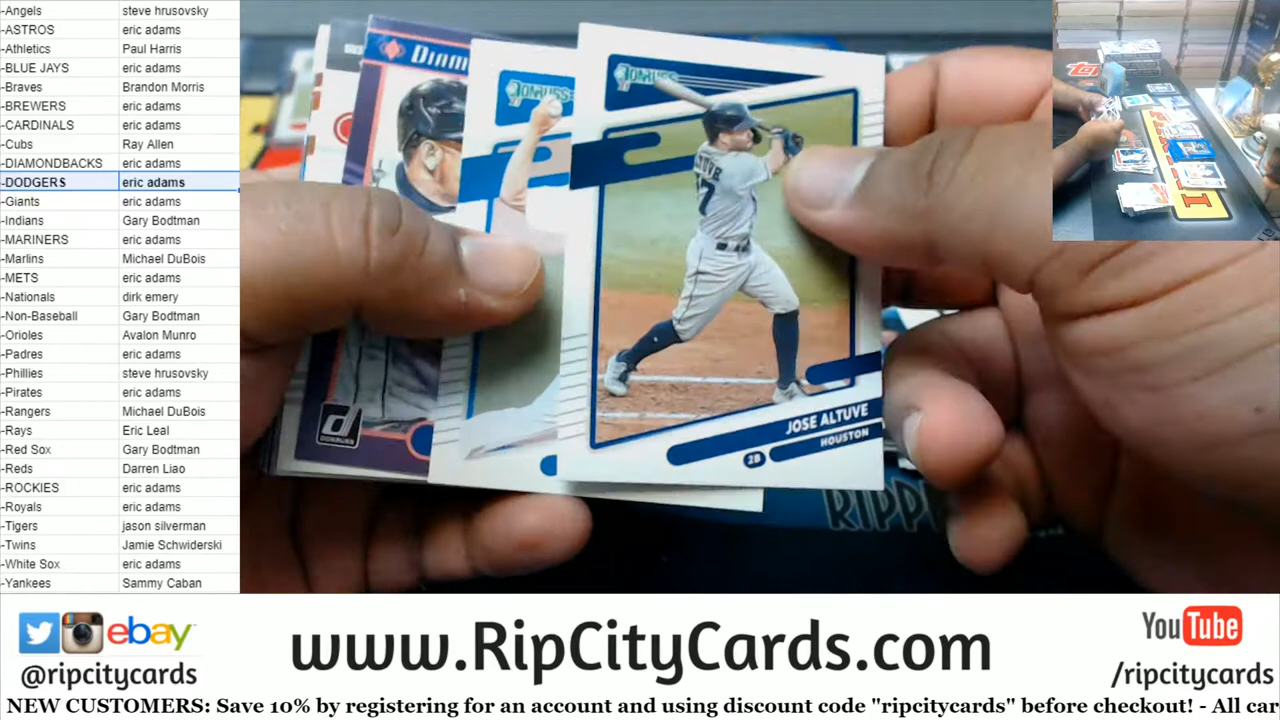 -Angels steve hrusovsky
-ASTROS eric adams
-Athletics Paul Harris
-BLUE JAYS eric adams
-Braves Brandon Morris
-BREWERS eric adams
-CARDINALS eric adams
-Cubs Ray Allen
-DIAMONDBACKS eric adams
-DODGERS eric adams
-Giants eric adams
-Indians Gary Bodtman
-MARINERS eric adams
-Marlins Michael DuBois
-METS eric adams
-Nationals dirk emery
-Non-Baseball Gary Bodtman
-Orioles Avalon Munro
-Padres eric adams
-Phillies steve hrusovsky
-Pirates eric adams
-Rangers Michael DuBois
-Rays Eric Leal
-Red Sox Gary Bodtman
-Reds Darren Liao
-ROCKIES eric adams
-Royals eric adams
-Tigers jason silverman
-Twins Jamie Schwiderski
-White Sox eric adams
-Yankees Sammy Caban
DIAM
DONRUSS
DONRUSS
JOSE ALTUVE
2B HOUSTON
d
DONRUSS
RIPP
ebay
@ripcitycards
www.RipCityCards.com
YouTube
/ripcitycards
NEW CUSTOMERS: Save 10% by registering for an account and using discount code "ripcitycards" before checkout! - All car